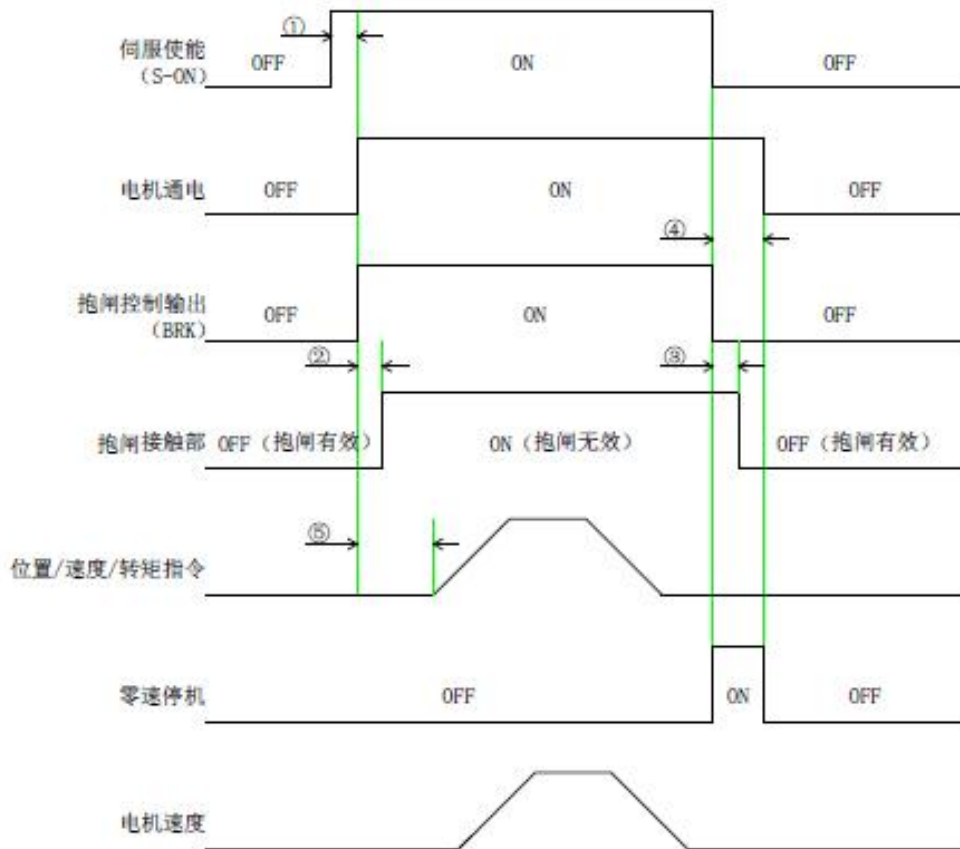 ①
伺服使能
(S-ON)
OFF
ON
OFF
电机通电
OFF
ON
OFF
④
抱闸控制输出
(BRK)
OFF
ON
OFF
②
③
抱闸接触部
OFF(抱闸有效)
ON(抱闸无效)
OFF(抱闸有效)
⑤
位置/速度/转矩指令
零速停机
OFF
ON
OFF
电机速度